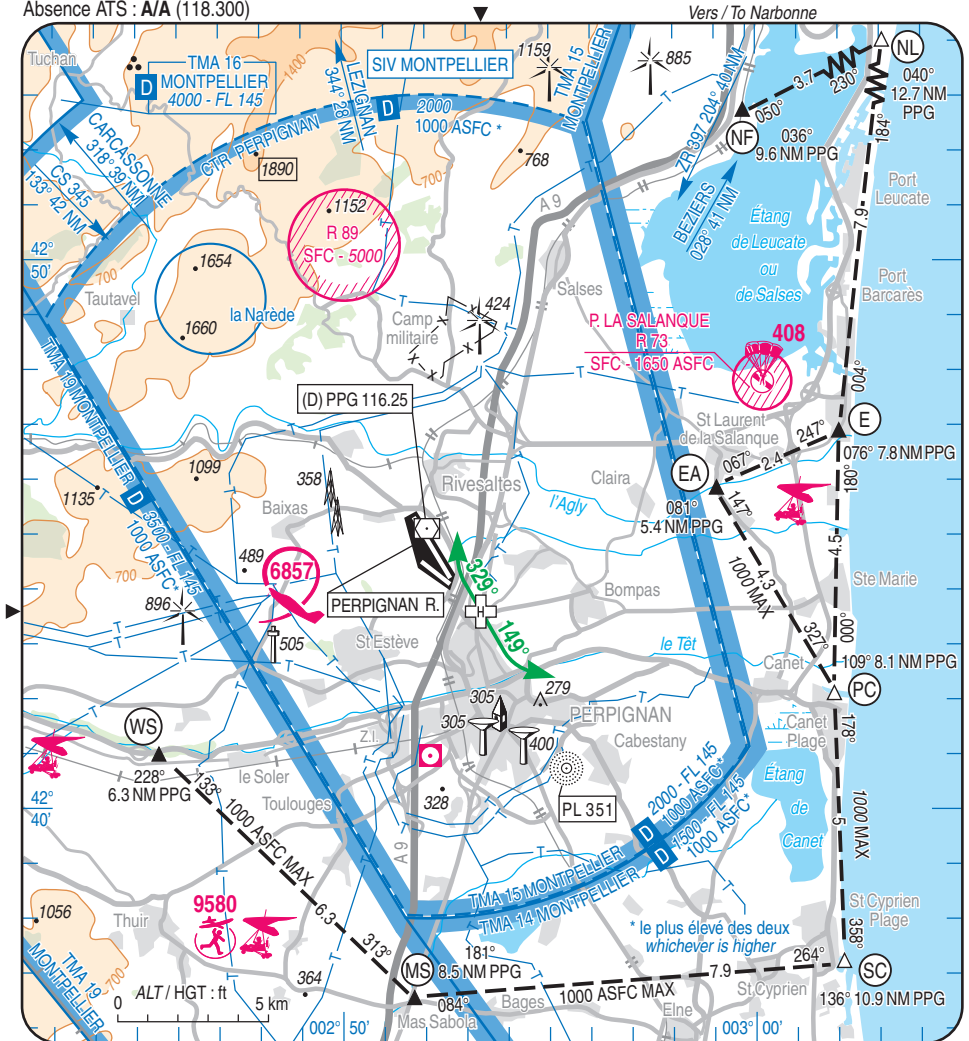 Absence ATS : A/A (118.300)
Vers / To Narbonne
Tuchan
TMA 16
D MONTPELLIER
4000 - FL 145
1400
LEZIGNAN
344° 28 NM
SIV MONTPELLIER
1159
885
TMA 15
MONTPELLIER
NL
040°
12.7 NM
PPG
3.7
230°
050°
NF
036°
9.6 NM PPG
184°
ZR 397 204° 40 NM
BEZIERS
028° 41 NM
CARCASSONNE
318° 39 NM
CS 345
133° 42 NM
CTR PERPIGNAN
D
2000
1000 ASFC *
1890
768
700
A 9
Port
Leucate
7.9
Étang
de Leucate
ou
de Salses
1152
R 89
SFC - 5000
42°
50'
700
1654
Tautavel
la Narède
1660
Camp
militaire
424
Salses
Port
Barcarès
P. LA SALANQUE
R 73
SFC - 1650 ASFC
408
004°
TMA 19 MONTPELLIER
D
3500 - FL 145
1000 ASFC*
(D) PPG 116.25
St Laurent
de la Salanque
247°
E
076° 7.8 NM PPG
067°
2.4
EA
081°
5.4 NM PPG
147°
180°
1099
1135
358
Rivesaltes
Claira
l'Agly
Baixas
489
700
6857
896
505
PERPIGNAN R.
329°
149°
4.3
1000 MAX
327°
4.5
Ste Marie
000°
Bompas
St Estève
le Têt
Canet
109° 8.1 NM PPG
PC
178°
279
305
305
400
PERPIGNAN
Cabestany
Canet
Plage
Z.I.
WS
228°
6.3 NM PPG
le Soler
133°
1000 ASFC MAX
6.3
313°
Toulouges
328
PL 351
42°
40'
2000 - FL 145
1000 ASFC*
D
D
1500 - FL 145
1000 ASFC*
Étang
de
Canet
1000 MAX
5
A 9
TMA 15 MONTPELLIER
TMA 14 MONTPELLIER
* le plus élevé des deux
whichever is higher
St Cyprien
Plage
358°
1056
Thuir
9580
TMA 19
MONTPELLIER
700
364
ALT / HGT : ft
0
5 km
MS
181°
8.5 NM PPG
084°
Mas Sabola
Bages
1000 ASFC MAX
7.9
264°
SC
136° 10.9 NM PPG
St Cyprien
Elne
002° 50'
003° 00'
T